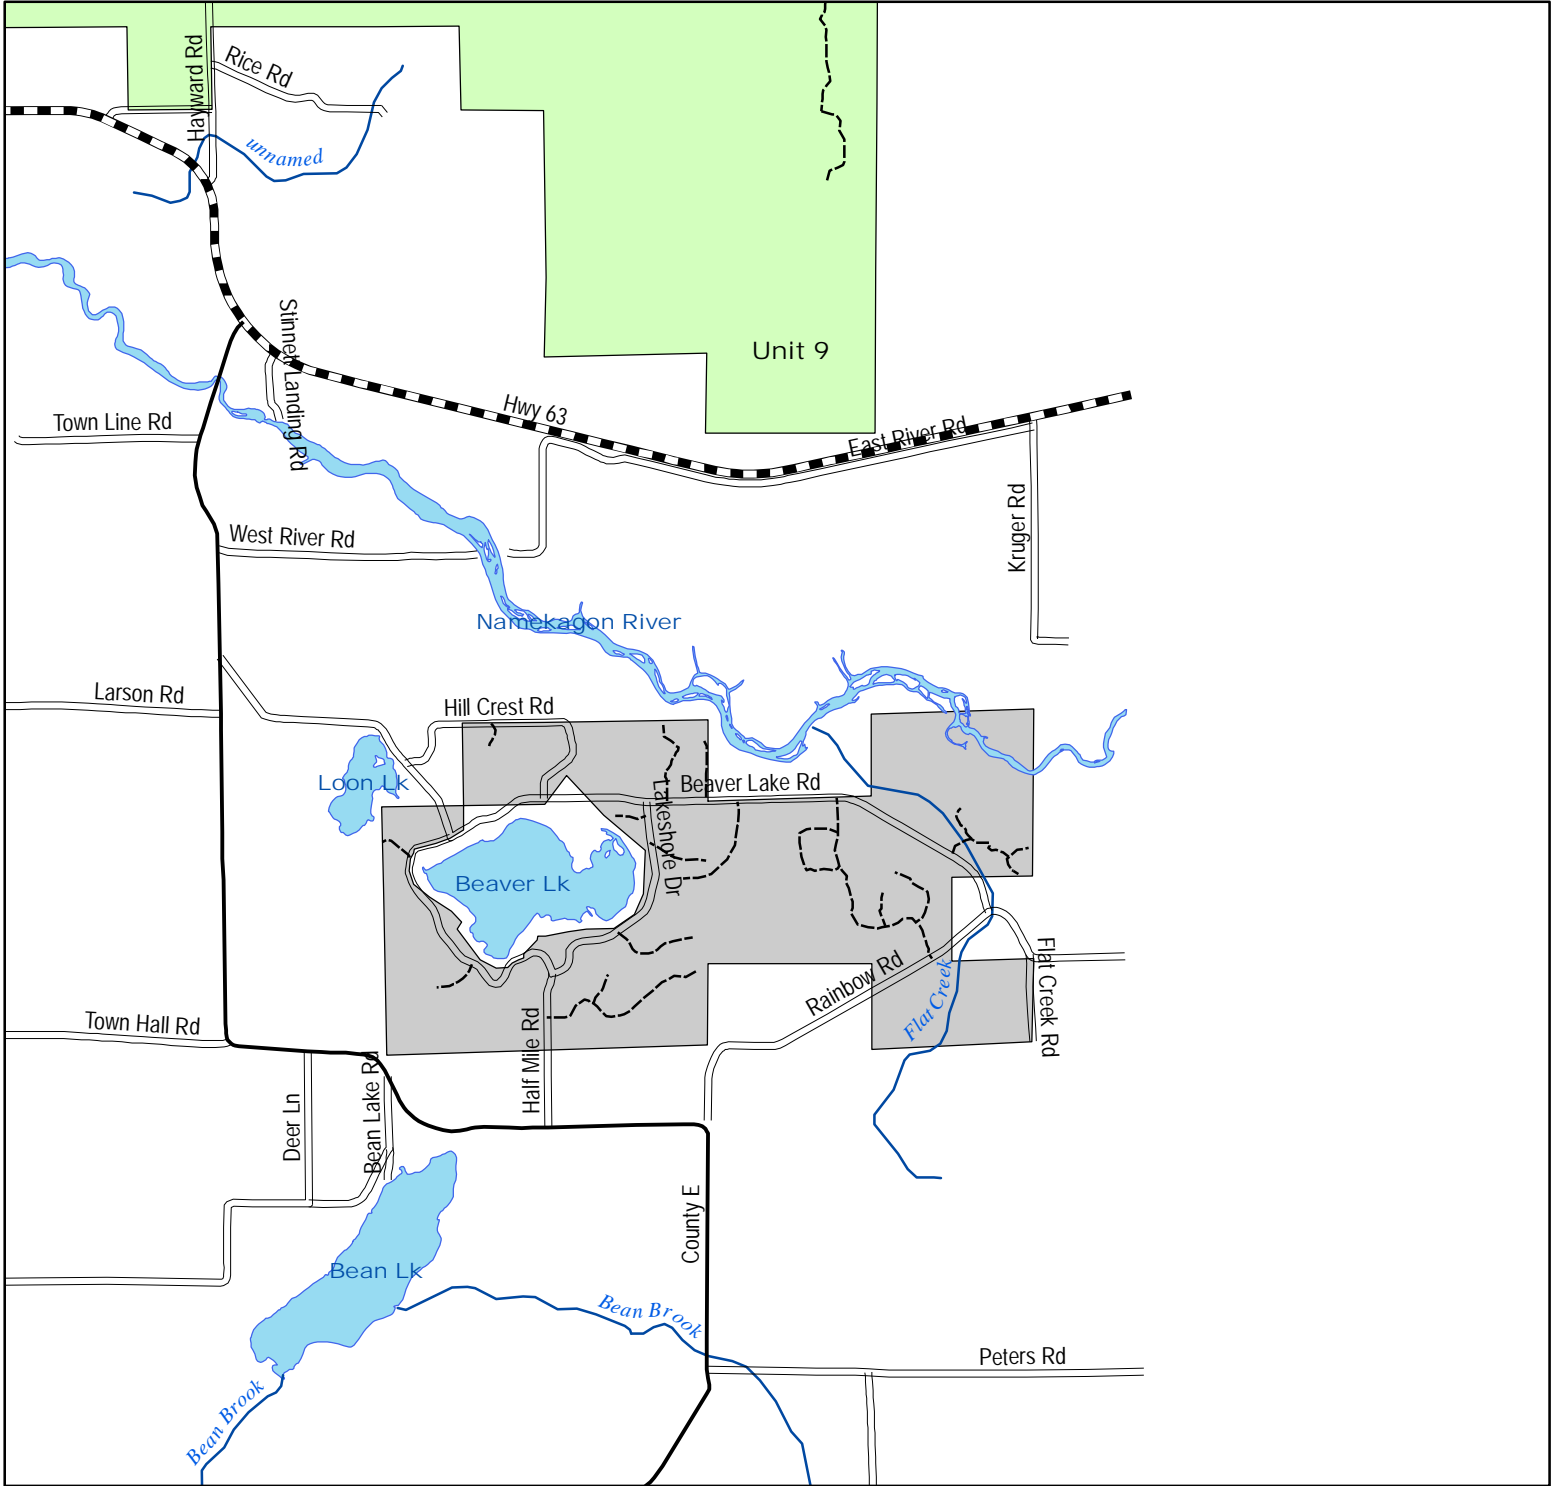 Hayward Rd
Rice Rd
unnamed
Unit 9
Stinnett Landing Rd
Hwy 63
Town Line Rd
East River Rd
West River Rd
Kruger Rd
Namekagon River
Larson Rd
Hill Crest Rd
Loon Lk
Lakeshore Dr
Beaver Lake Rd
Beaver Lk
Rainbow Rd
Flat Creek
Flat Creek Rd
Town Hall Rd
Half Mile Rd
Deer Ln
Bean Lake Rd
County E
Bean Lk
Bean Brook
Peters Rd
Bean Brook